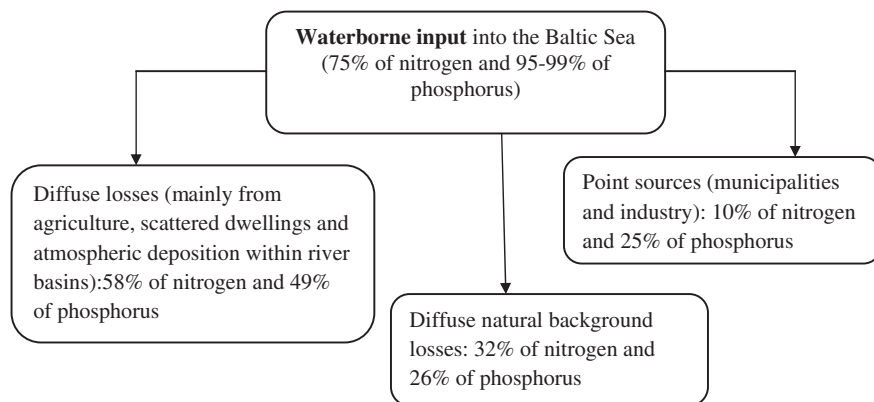 Waterborne input into the Baltic Sea
(75% of nitrogen and 95-99% of
phosphorus)
Diffuse losses (mainly from
agriculture, scattered dwellings and
atmospheric deposition within river
basins):58% of nitrogen and 49%
of phosphorus
Diffuse natural background
losses: 32% of nitrogen and
26% of phosphorus
Point sources (municipalities
and industry): 10% of nitrogen
and 25% of phosphorus